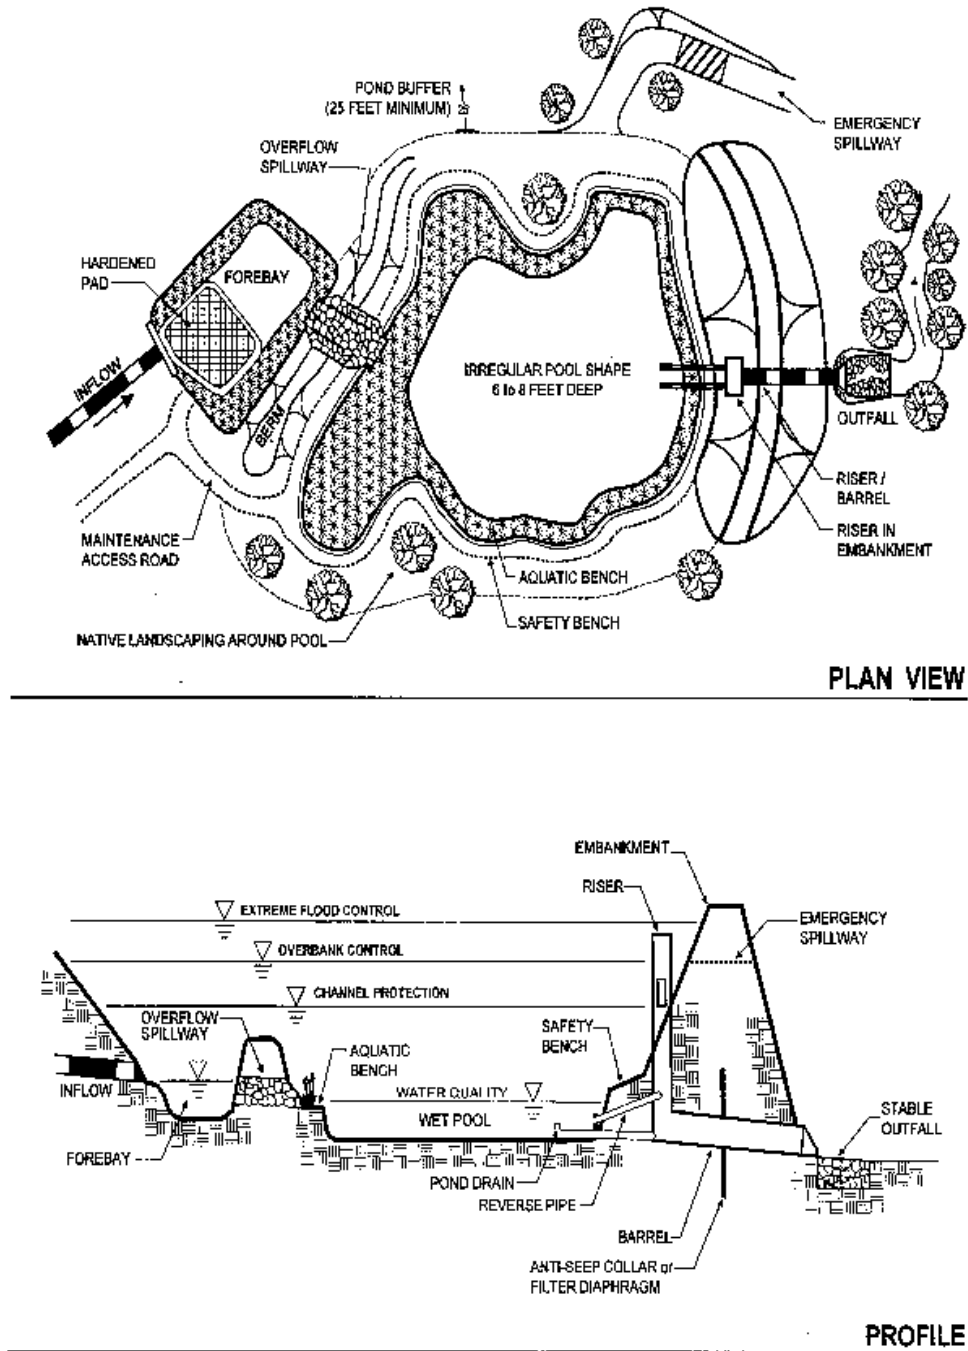 POND BUFFER
(25 FEET MINIMUM)
25
EMERGENCY
SPILLWAY
OVERFLOW
SPILLWAY
HARDENED
PAD
FOREBAY
INFLOW
BERM
IRREGULAR POOL SHAPE
6 to 8 FEET DEEP
OUTFALL
RISER /
BARREL
RISER IN
EMBANKMENT
MAINTENANCE
ACCESS ROAD
AQUATIC BENCH
SAFETY BENCH
NATIVE LANDSCAPING AROUND POOL
PLAN VIEW
EMBANKMENT
RISER
EXTREME FLOOD CONTROL
EMERGENCY
SPILLWAY
OVERBANK CONTROL
CHANNEL PROTECTION
OVERFLOW
SPILLWAY
SAFETY
BENCH
AQUATIC
BENCH
INFLOW
WATER QUALITY
WET POOL
STABLE
OUTFALL
FOREBAY
POND DRAIN
REVERSE PIPE
BARREL
ANTI-SEEP COLLAR or
FILTER DIAPHRAGM
PROFILE